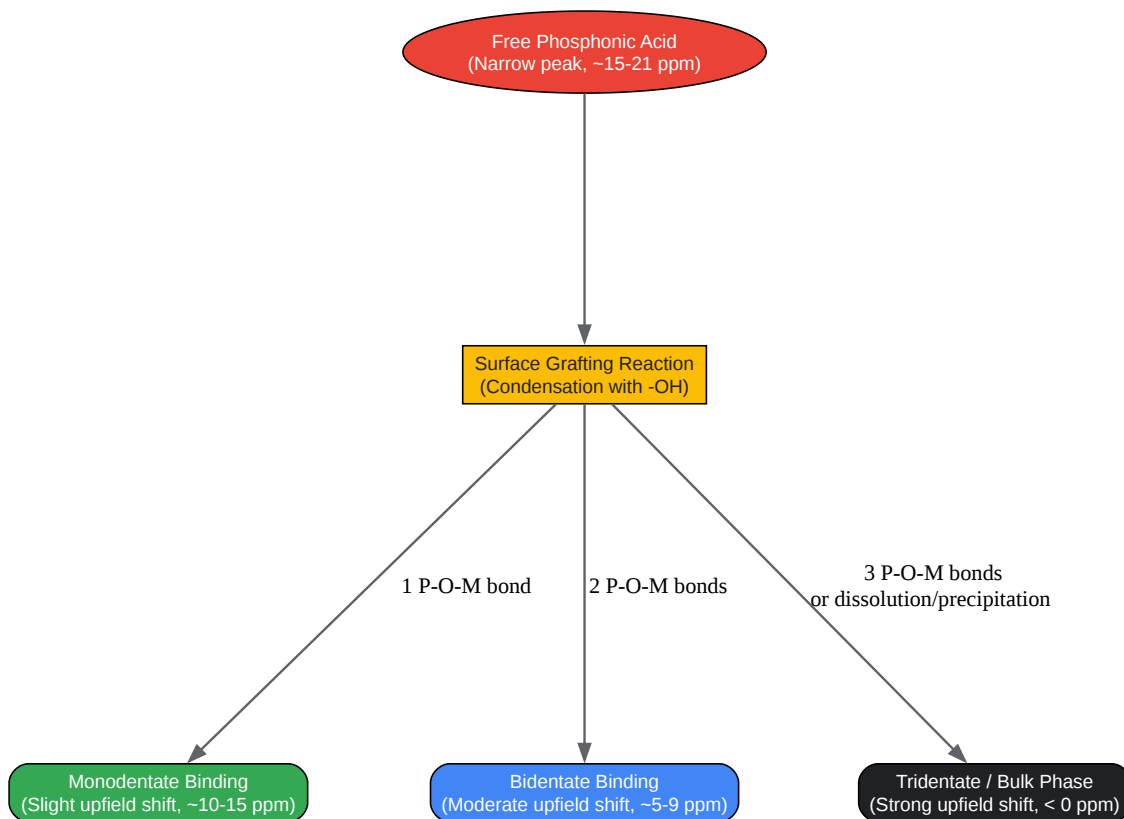 Free Phosphonic Acid
(Narrow peak, ~15-21 ppm)
Surface Grafting Reaction
(Condensation with -OH)
1 P-O-M bond
2 P-O-M bonds
3 P-O-M bonds
or dissolution/precipitation
Monodentate Binding
(Slight upfield shift, ~10-15 ppm)
Bidentate Binding
(Moderate upfield shift, ~5-9 ppm)
Tridentate / Bulk Phase
(Strong upfield shift, < 0 ppm)